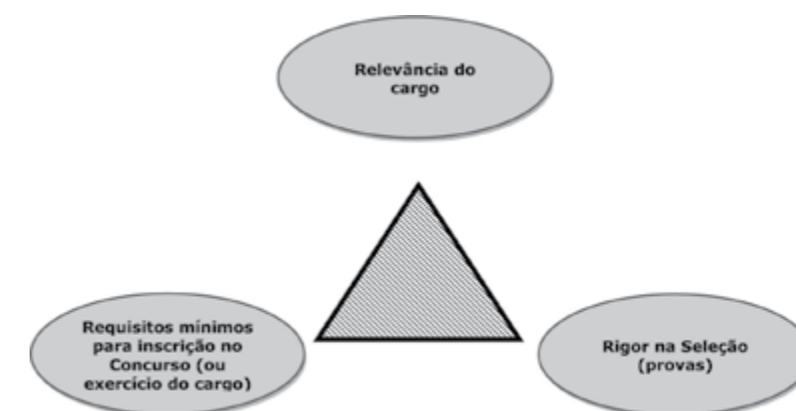 Relevância do
cargo
Requisitos mínimos
para inscrição no
Concurso (ou
exercício do cargo)
Rigor na Seleção
(provas)